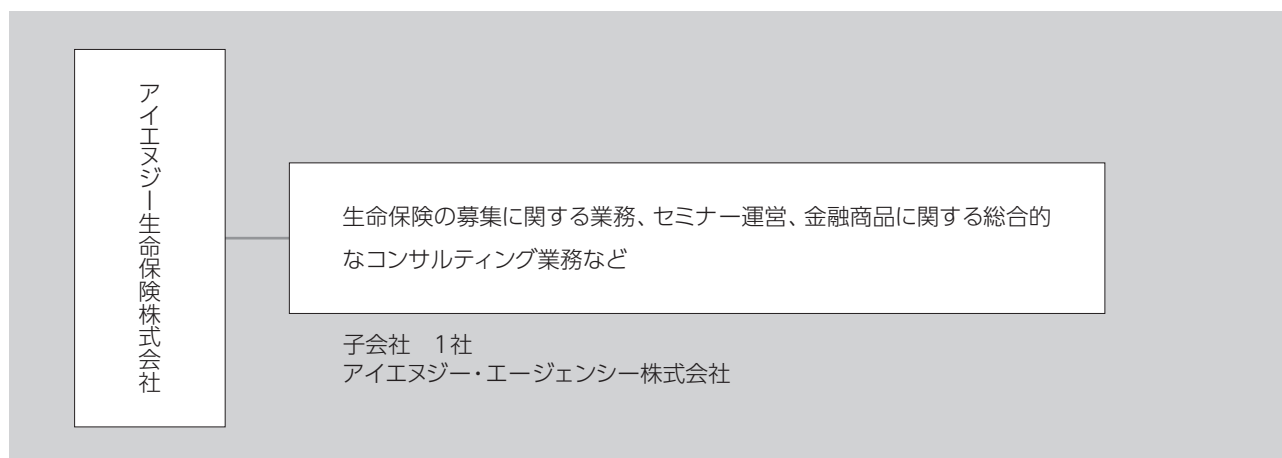 アイエヌジー生命保険株式会社
生命保険の募集に関する業務、セミナー運営、金融商品に関する総合的
なコンサルティング業務など
子会社　1社
アイエヌジー・エージェンシー株式会社